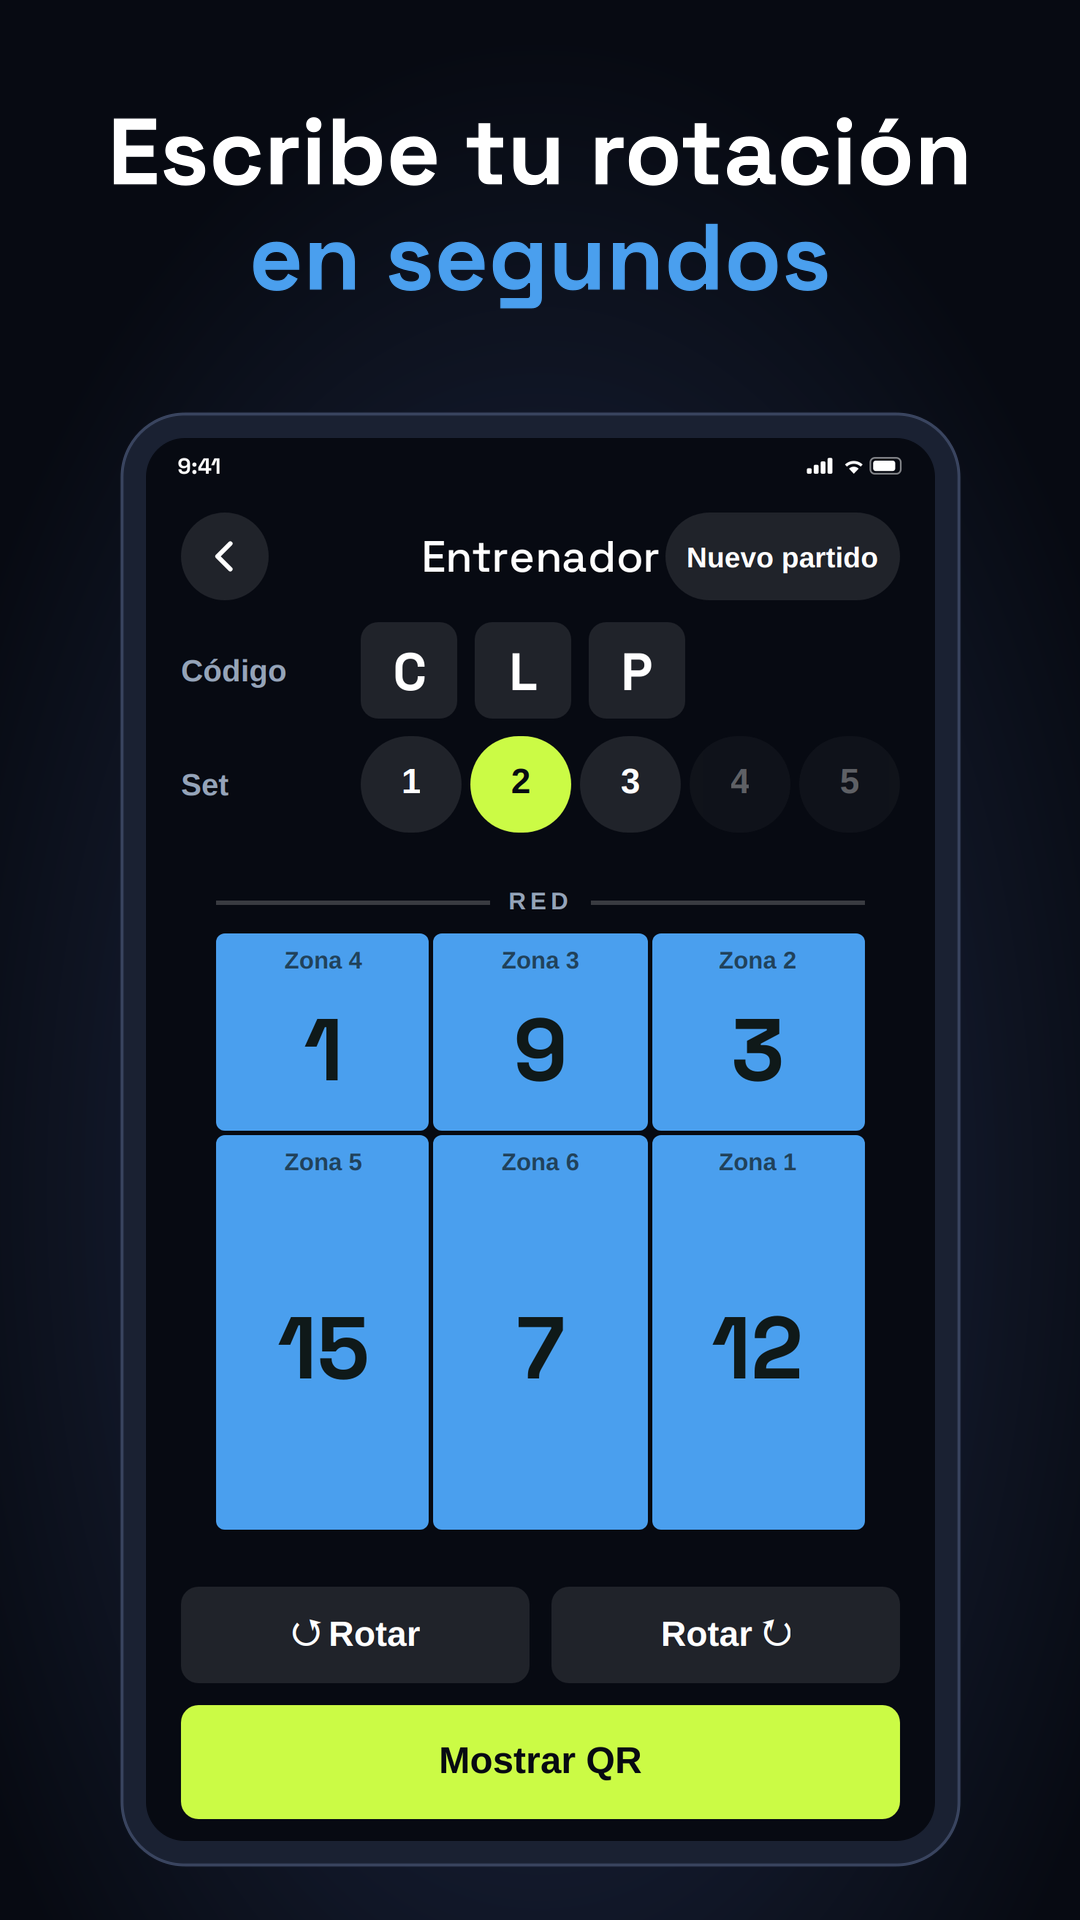 Escribe tu rotación
en segundos
9:41
Entrenador
Nuevo partido
Código
C L P
Set
1 2 3 4 5
RED
Zona 4 Zona 3 Zona 2
1 9 3
Zona 5 Zona 6 Zona 1
15 7 12
↺ Rotar
Rotar ↻
Mostrar QR